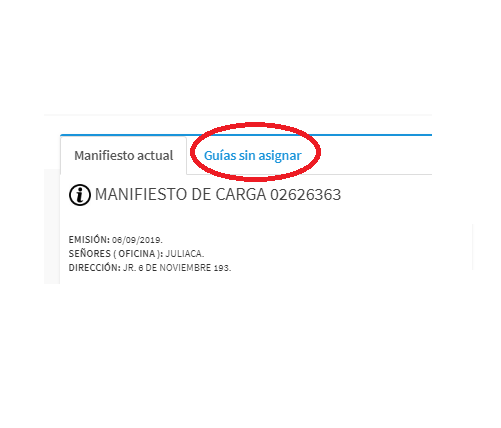 Manifiesto actual Guías sin asignar
MANIFIESTO DE CARGA 02626363
EMISIÓN: 06/09/2019.
SEÑORES ( OFICINA ): JULIACA.
DIRECCIÓN: JR. 6 DE NOVIEMBRE 193.